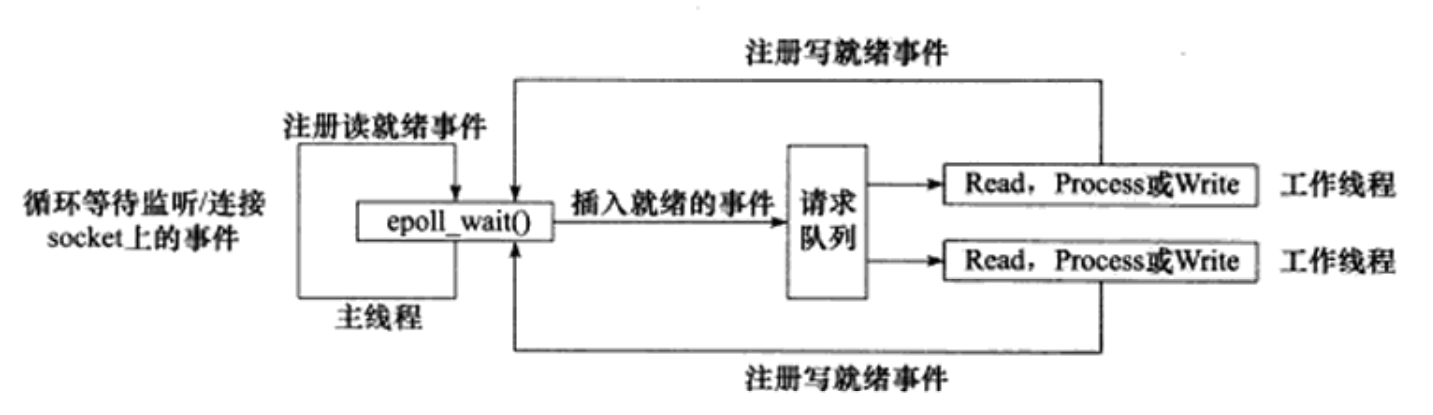 注册写就绪事件
注册读就绪事件
循环等待监听/连接
socket上的事件
epoll_wait()
插入就绪的事件
请求
队列
Read，Process或Write
工作线程
Read，Process或Write
工作线程
主线程
注册写就绪事件